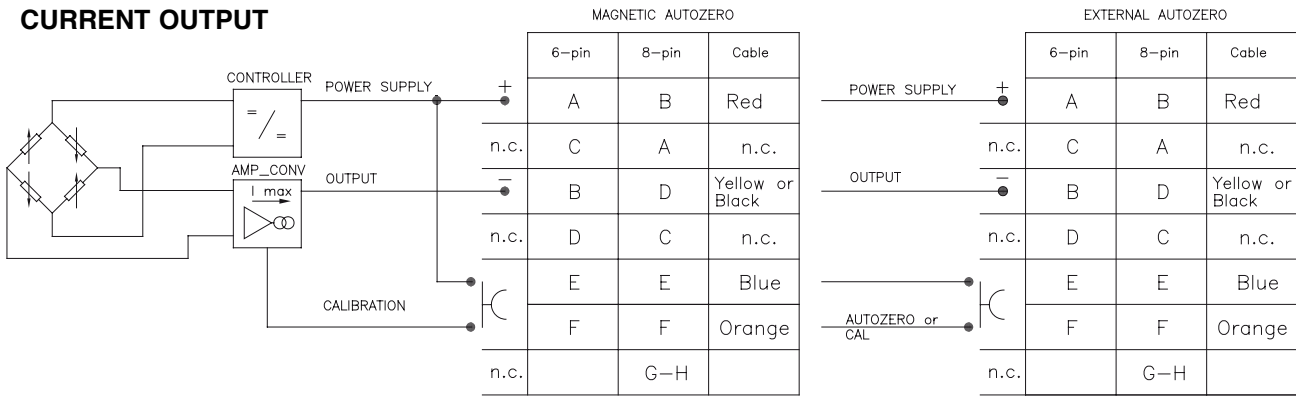 CURRENT OUTPUT
MAGNETIC AUTOZERO
EXTERNAL AUTOZERO
6-pin 8-pin Cable
6-pin 8-pin Cable
CONTROLLER
= / =
POWER SUPPLY + A B Red
POWER SUPPLY + A B Red
n.c. C A n.c.
n.c. C A n.c.
AMP_CONV
I max
OUTPUT - B D Yellow or Black
OUTPUT - B D Yellow or Black
n.c. D C n.c.
n.c. D C n.c.
E E Blue
E E Blue
CALIBRATION F F Orange
AUTOZERO or CAL F F Orange
n.c. G-H
n.c. G-H